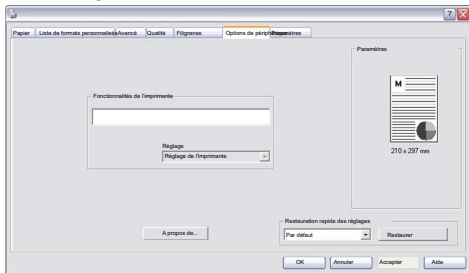 Papier Liste de formats personnalisés Avancé Qualité Filigranes Options de périph Paramètres
Paramètres
Fonctionnalités de l'imprimante
M
Réglage
Réglage de l'imprimante
210 x 297 mm
Restauration rapide des réglages
A propos de...
Par défaut
Restaurer
OK Annuler Accepter Aide